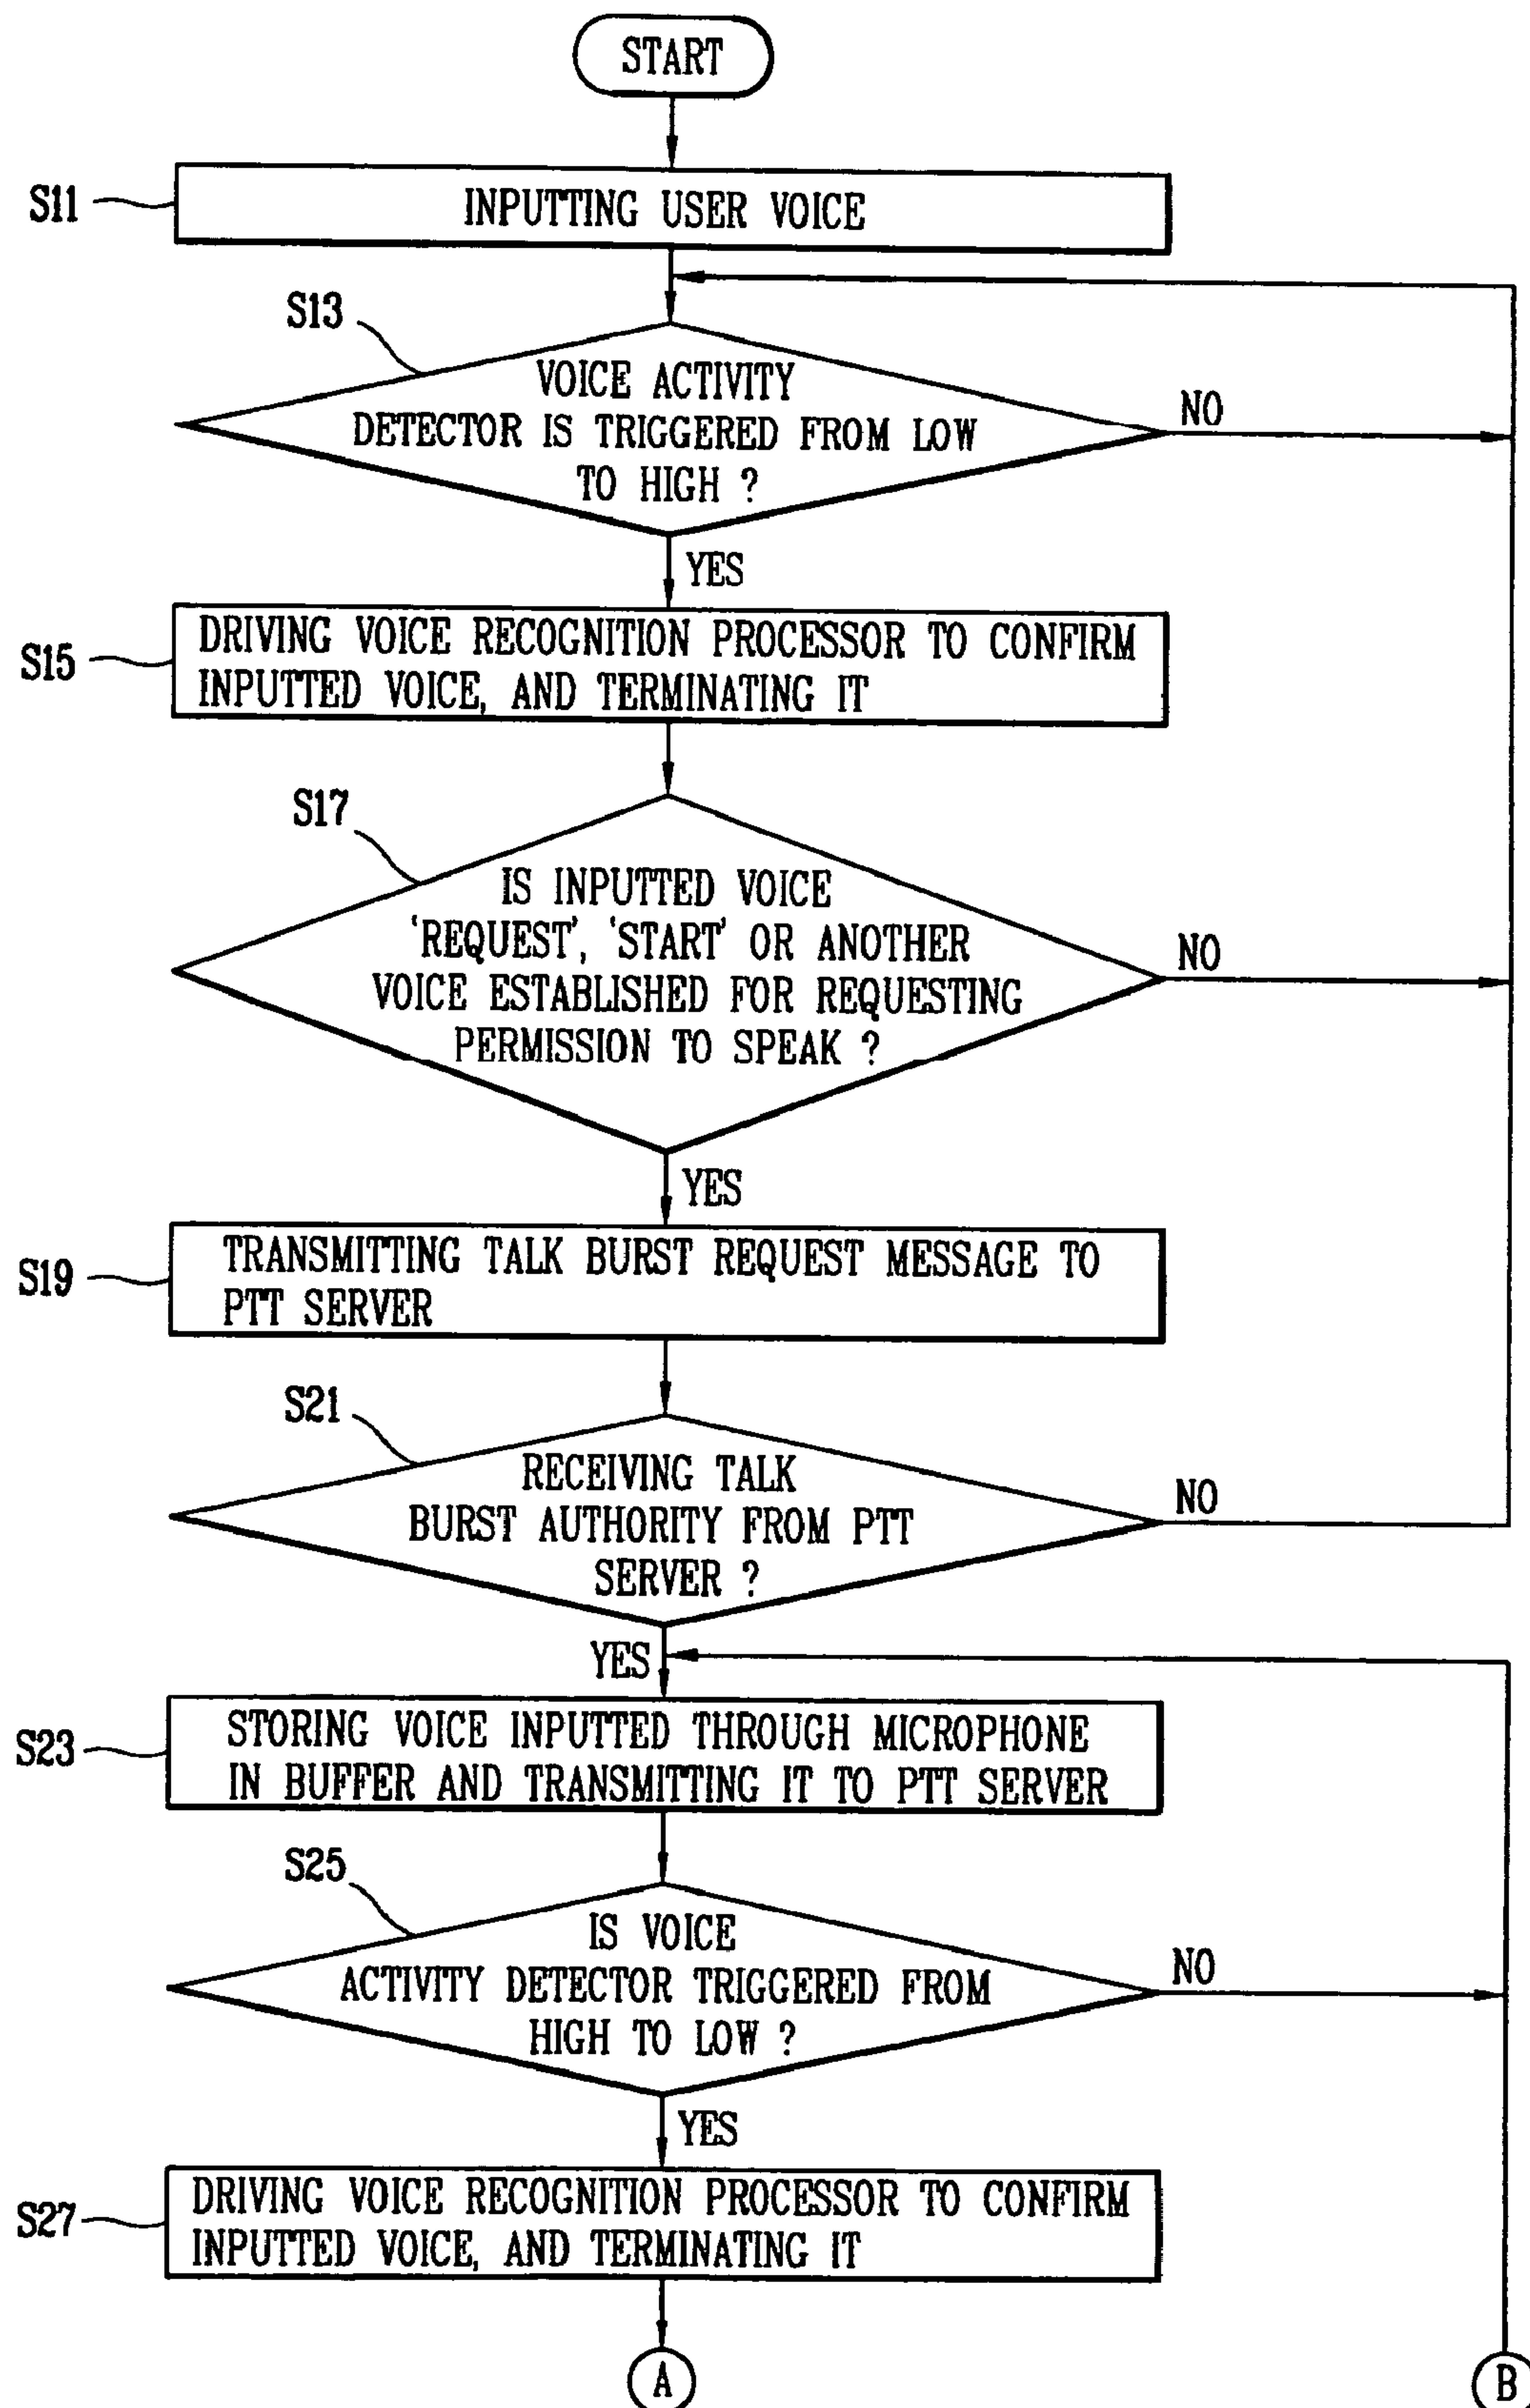 START
S11
INPUTTING USER VOICE
S13
VOICE ACTIVITY
DETECTOR IS TRIGGERED FROM LOW
TO HIGH ?
NO
YES
S15
DRIVING VOICE RECOGNITION PROCESSOR TO CONFIRM
INPUTTED VOICE, AND TERMINATING IT
S17
IS INPUTTED VOICE
'REQUEST', 'START' OR ANOTHER
VOICE ESTABLISHED FOR REQUESTING
PERMISSION TO SPEAK ?
NO
YES
S19
TRANSMITTING TALK BURST REQUEST MESSAGE TO
PTT SERVER
S21
RECEIVING TALK
BURST AUTHORITY FROM PTT
SERVER ?
NO
YES
S23
STORING VOICE INPUTTED THROUGH MICROPHONE
IN BUFFER AND TRANSMITTING IT TO PTT SERVER
S25
IS VOICE
ACTIVITY DETECTOR TRIGGERED FROM
HIGH TO LOW ?
NO
YES
S27
DRIVING VOICE RECOGNITION PROCESSOR TO CONFIRM
INPUTTED VOICE, AND TERMINATING IT
A
B